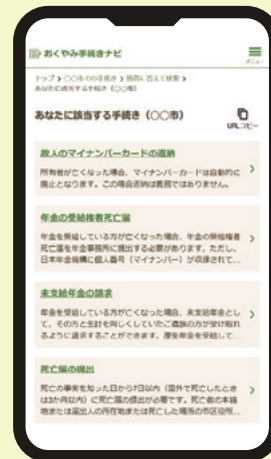 おくやみ手続きナビ
メニュー
トップ > 〇〇市での手続き > 質問に答えて検索 >
あなたに該当する手続き(〇〇市)
あなたに該当する手続き(〇〇市)
URLコピー
故人のマイナンバーカードの返納
所有者が亡くなった場合、マイナンバーカードは自動的に
廃止となります。この場合返納は義務ではありません。
年金の受給権者死亡届
年金を受給している方が亡くなった場合、年金の受給権者
死亡届を年金事務所に提出する必要があります。ただし、
日本年金機構に個人番号(マイナンバー)が収録されて...
未支給年金の請求
年金を受給している方が亡くなった場合、未支給年金とし
て、その方と生計を同じくしていたご遺族の方が受け取れ
るように請求することができます。厚生年金を受給して...
死亡届の提出
死亡の事実を知った日から7日以内(国外で死亡したとき
は3か月以内)に死亡届の提出が必要です。死亡者の本籍
地または届出人の所在地または死亡した場所の市区役所...